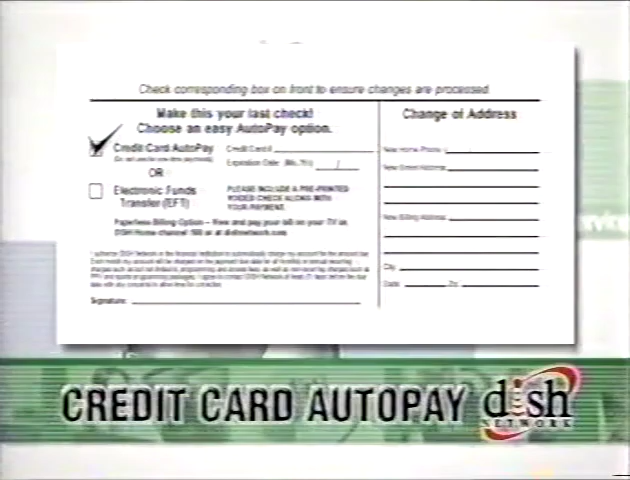 Check corresponding box on front to ensure changes are processed
Make this your last check!
Choose an easy AutoPay option.
Credit Card AutoPay
OR
Electronic Funds
Transfer (EFT)
Credit Card#
Expiration Date (Mo./Yr.) /
PLEASE INCLUDE A PRE-PRINTED
VOIDED CHECK ALONG WITH
YOUR PAYMENT.
Paperless Billing Option – View and pay your bill on your TV on
DISH Home channel 100 or at dishnetwork.com
Signature:
Change of Address
New Home Phone:
New Street Address:
New Billing Address:
City
State Zip
CREDIT CARD AUTOPAY
dish
NETWORK